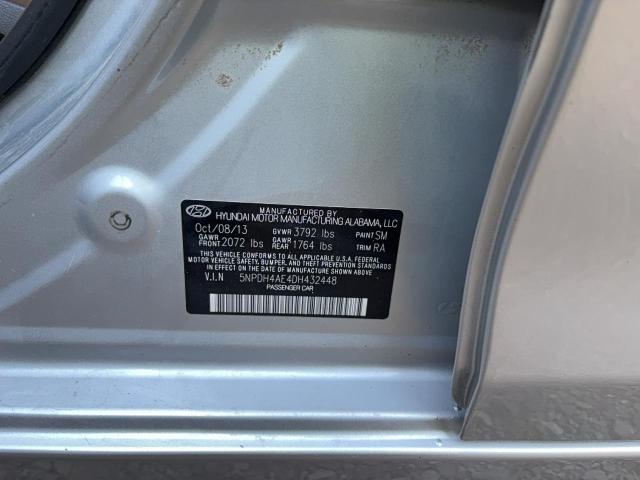 MANUFACTURED BY
HYUNDAI MOTOR MANUFACTURING ALABAMA, LLC
Oct/08/13 GVWR 3792 lbs PAINT SM
GAWR FRONT 2072 lbs GAWR REAR 1764 lbs TRIM RA
THIS VEHICLE CONFORMS TO ALL APPLICABLE U.S.A. FEDERAL
MOTOR VEHICLE SAFETY, BUMPER, AND THEFT PREVENTION
STANDARDS IN EFFECT ON THE DATE OF MANUFACTURE SHOWN ABOVE.
V.I.N 5NPDH4AE4DH432448
PASSENGER CAR